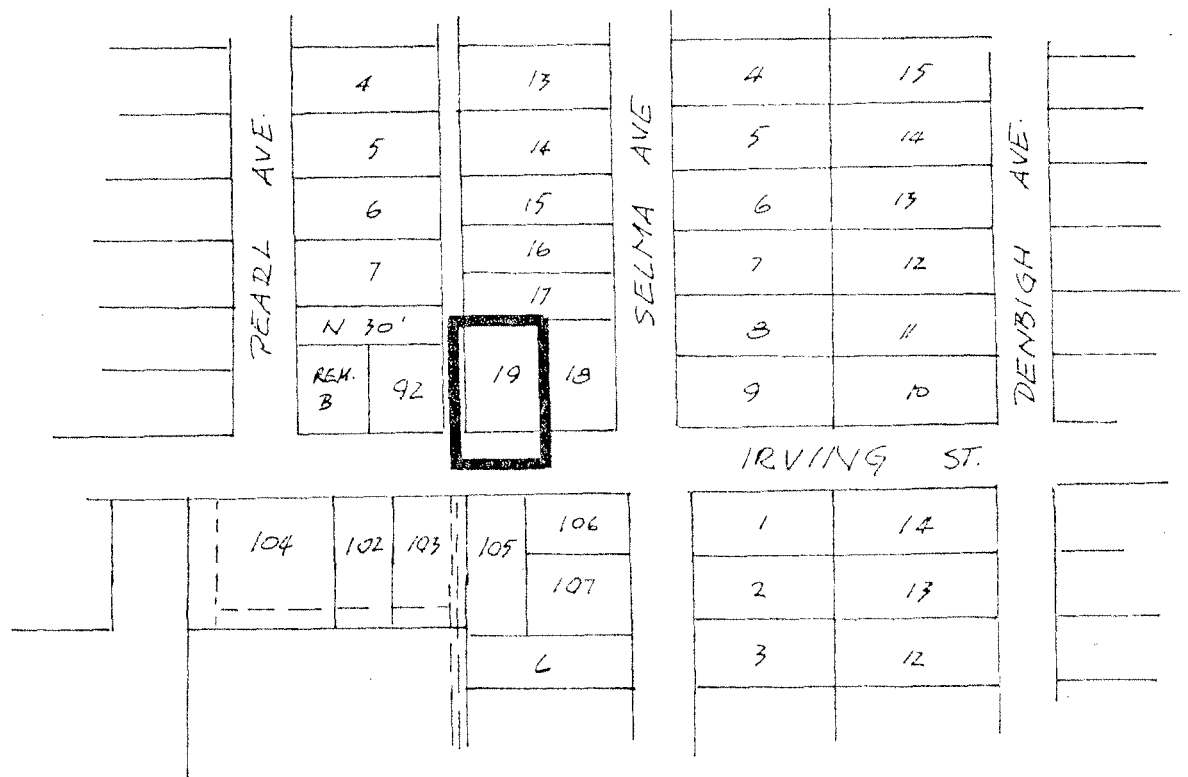 4 13 4 15
5 14 5 14
6 15 6 13
16
7 7 12
17
N 30' 8 11
REM.
B 92 19 18 9 10
PEARL AVE.
SELMA AVE
DENBIGH AVE.
IRVING ST.
104 102 103 105 106 1 14
107 2 13
3 12